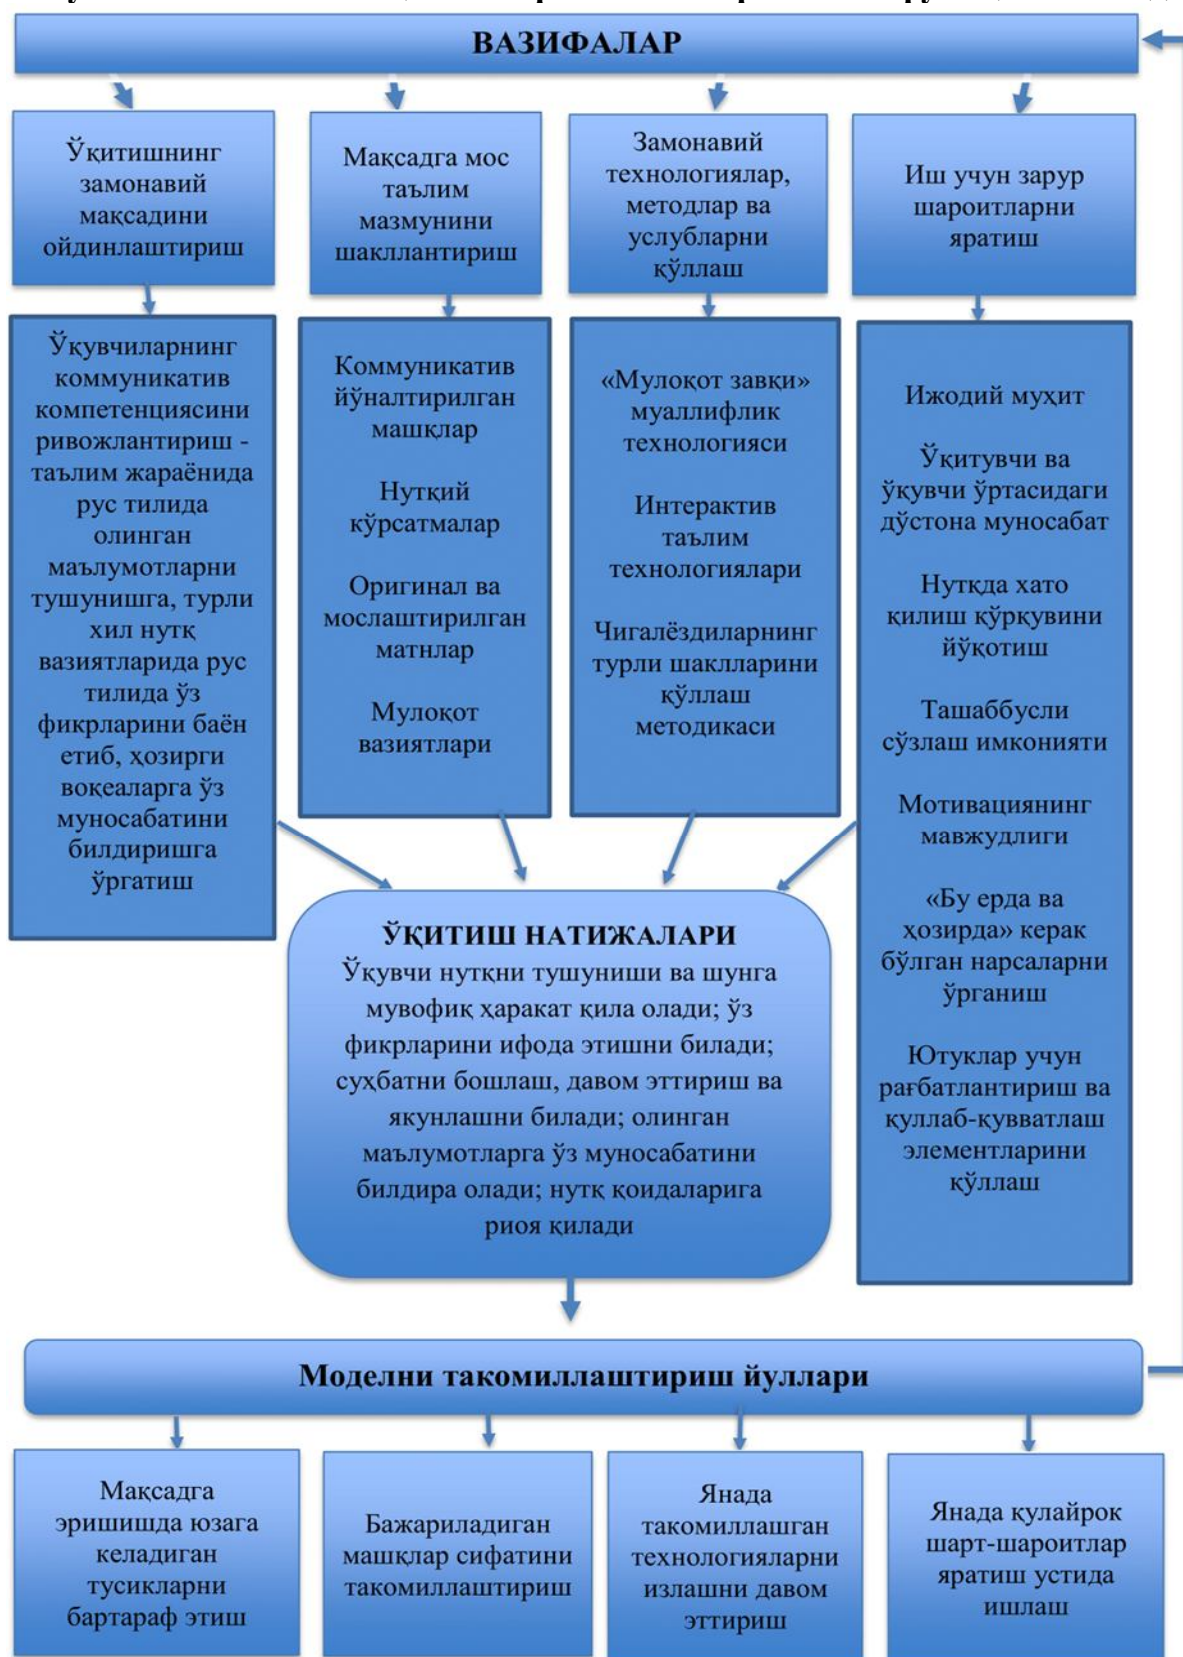 ВАЗИФАЛАР
Ўқитишнинг
замонавий
мақсадини
ойдинлаштириш
Мақсадга мос
таълим
мазмунини
шакллантириш
Замонавий
технологиялар,
методлар ва
услубларни
қўллаш
Иш учун зарур
шароитларни
яратиш
Ўқувчиларнинг
коммуникатив
компетенциясини
ривожлантириш -
таълим жараёнида
рус тилида
олинган
маълумотларни
тушунишга, турли
хил нутқ
вазиятларида рус
тилида ўз
фикрларини баён
етиб, ҳозирги
воқеаларга ўз
муносабатини
билдиришга
ўргатиш
Коммуникатив
йўналтирилган
машқлар
Нутқий
кўрсатмалар
Оригинал ва
мослаштирилган
матнлар
Мулоқот
вазиятлари
«Мулоқот завқи»
муаллифлик
технологияси
Интерактив
таълим
технологиялари
Чигалёздиларнинг
турли шаклларини
қўллаш
методикаси
Ижодий муҳит
Ўқитувчи ва
ўқувчи ўртасидаги
дўстона муносабат
Нутқда хато
қилиш қўрқувини
йўқотиш
Ташаббусли
сўзлаш имконияти
Мотивациянинг
мавжудлиги
«Бу ерда ва
ҳозирда» керак
бўлган нарсаларни
ўрганиш
Ютуклар учун
рағбатлантириш ва
қуллаб-қувватлаш
элементларини
қўллаш
ЎҚИТИШ НАТИЖАЛАРИ
Ўқувчи нутқни тушуниши ва шунга
мувофиқ ҳаракат қила олади; ўз
фикрларини ифода этишни билади;
суҳбатни бошлаш, давом эттириш ва
якунлашни билади; олинган
маълумотларга ўз муносабатини
билдира олади; нутқ қоидаларига
риоя қилади
Моделни такомиллаштириш йуллари
Мақсадга
эришишда юзага
келадиган
тусикларни
бартараф этиш
Бажариладиган
машқлар сифатини
такомиллаштириш
Янада
такомиллашган
технологияларни
излашни давом
эттириш
Янада қулайрок
шарт-шароитлар
яратиш устида
ишлаш